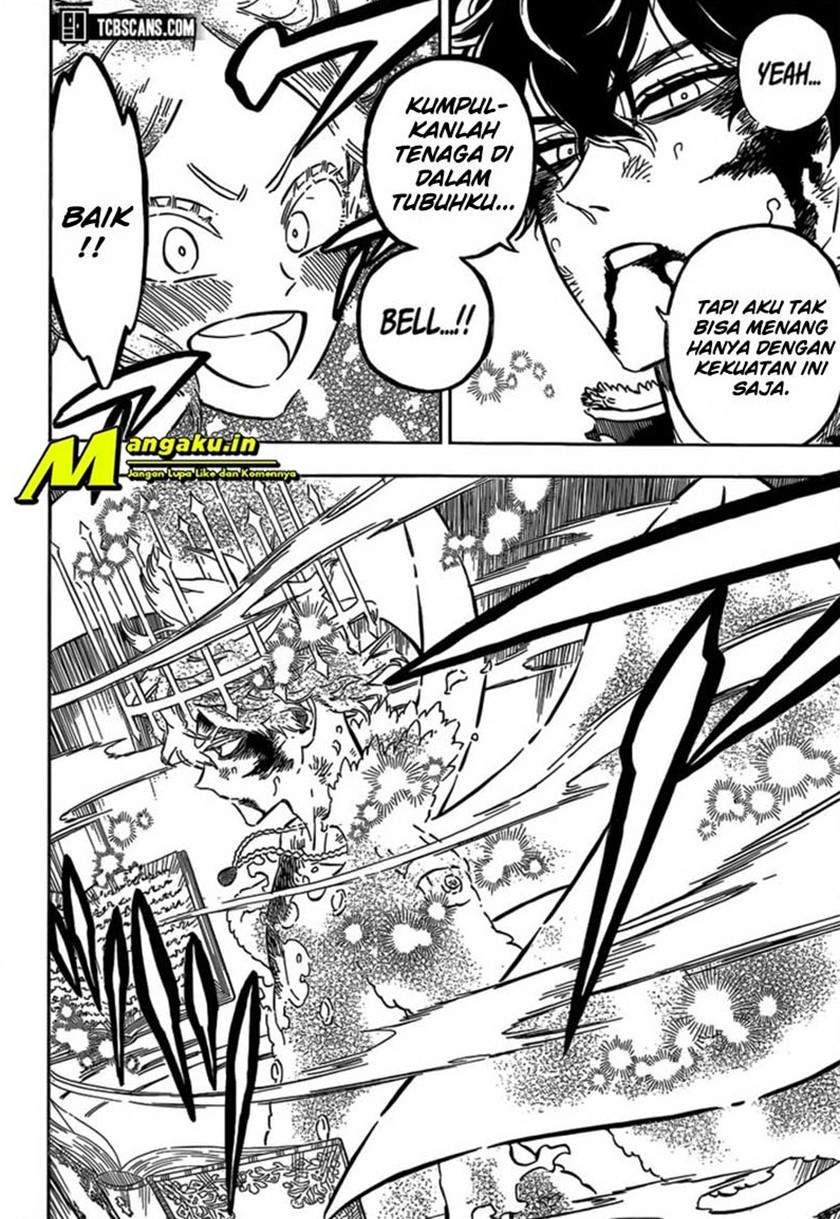 TCBSCANS.COM
YEAH...
TAPI AKU TAK
BISA MENANG
HANYA DENGAN
KEKUATAN INI
SAJA.
KUMPUL-
KANLAH
TENAGA DI
DALAM
TUBUHKU...
BELL...!!
BAIK
!!
Mangaku.in
Jangan Lupa Like dan Komennya